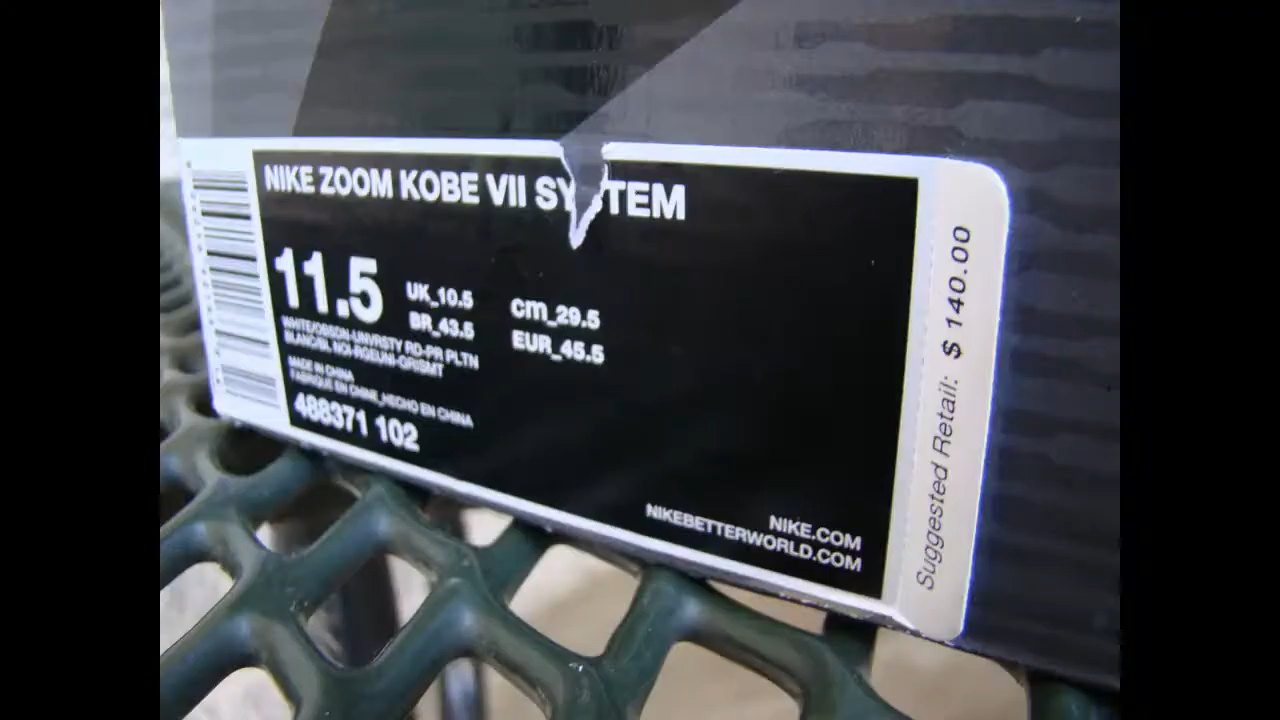 NIKE ZOOM KOBE VII SYSTEM
11.5
UK_10.5
cm_29.5
BR_43.5
EUR_45.5
WHITE/OBSDN-UNVRSTY RD-PR PLTN
BLANC/BL NOI-RGEUNI-GRISMT
MADE IN CHINA
FABRIQUE EN CHINE_HECHO EN CHINA
488371 102
NIKE.COM
NIKEBETTERWORLD.COM
Suggested Retail: $ 140.00